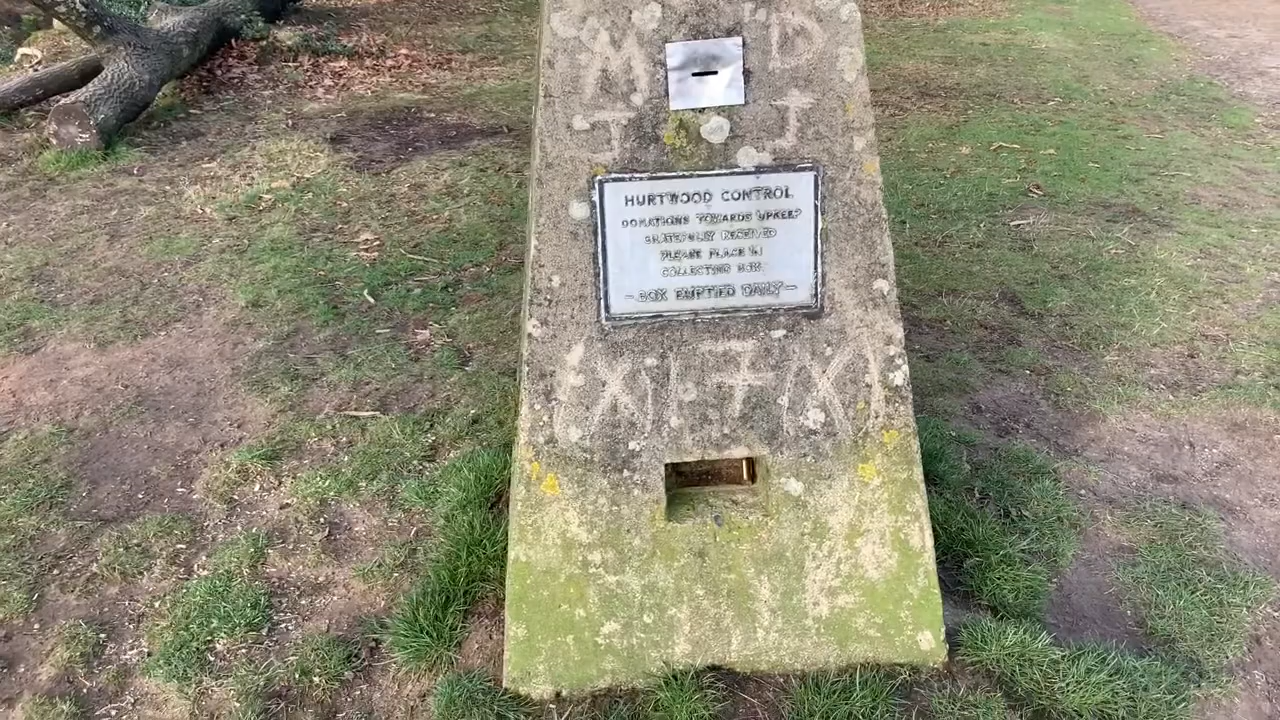 M D
J J
HURTWOOD CONTROL
DONATIONS TOWARDS UPKEEP
GRATEFULLY RECEIVED
PLEASE PLACE IN
COLLECTING BOX
- BOX EMPTIED DAILY -